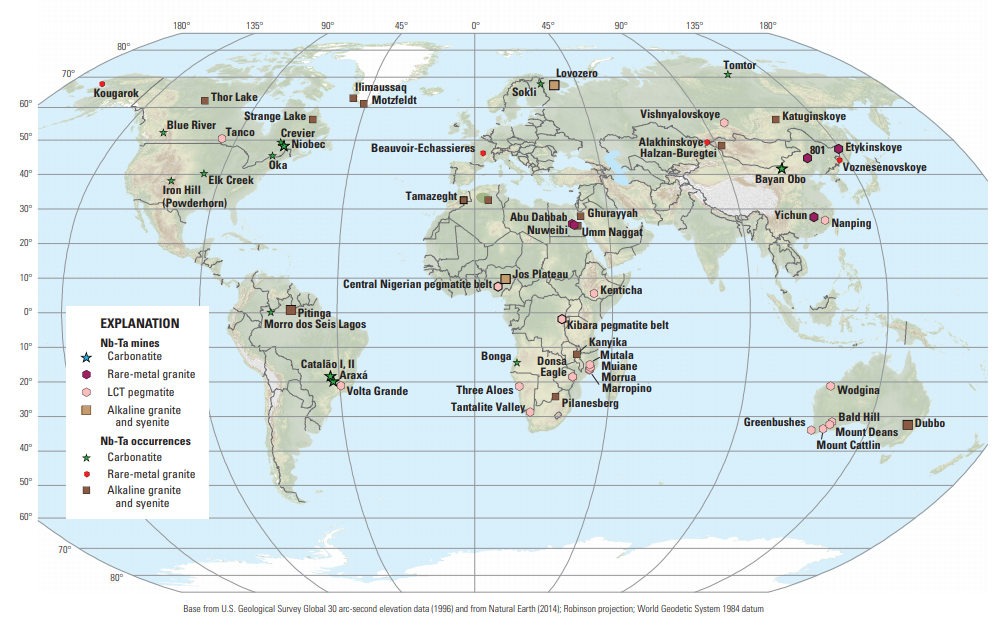 180° 135° 90° 45° 0° 45° 90° 135° 180°
80°
70°
60°
50°
40°
30°
20°
10°
0°
10°
20°
30°
40°
50°
60°
70°
80°
Kougarok
Thor Lake
Ilimaussaq
Motzfeldt
Strange Lake
Blue River
Tanco
Crevier
Niobec
Oka
Elk Creek
Iron Hill
(Powderhorn)
Lovozero
Sokli
Tomtor
Vishnyalovskoye
Katuginskoye
Beauvoir-Echassieres
Alakhinskoye
Halzan-Buregtei
801
Etykinskoye
Voznesenovskoye
Bayan Obo
Tamazeght
Abu Dabbab
Nuweibi
Ghurayyah
Umm Naggat
Yichun
Nanping
Jos Plateau
Central Nigerian pegmatite belt
Kenticha
Kibara pegmatite belt
Pitinga
Morro dos Seis Lagos
Kanyika
Bonga
Donsa
Eagle
Mutala
Muiane
Morrua
Marropino
Catalão I, II
Araxá
Volta Grande
Three Aloes
Tantalite Valley
Pilanesberg
Wodgina
Greenbushes
Bald Hill
Mount Deans
Mount Cattlin
Dubbo
EXPLANATION
Nb-Ta mines
Carbonatite
Rare-metal granite
LCT pegmatite
Alkaline granite
and syenite
Nb-Ta occurrences
Carbonatite
Rare-metal granite
Alkaline granite
and syenite
Base from U.S. Geological Survey Global 30 arc-second elevation data (1996) and from Natural Earth (2014); Robinson projection; World Geodetic System 1984 datum